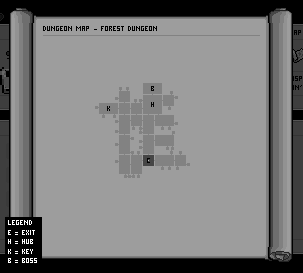 DUNGEON MAP - FOREST DUNGEON
B
H
K
E
LEGEND
E = EXIT
H = HUB
K = KEY
B = BOSS